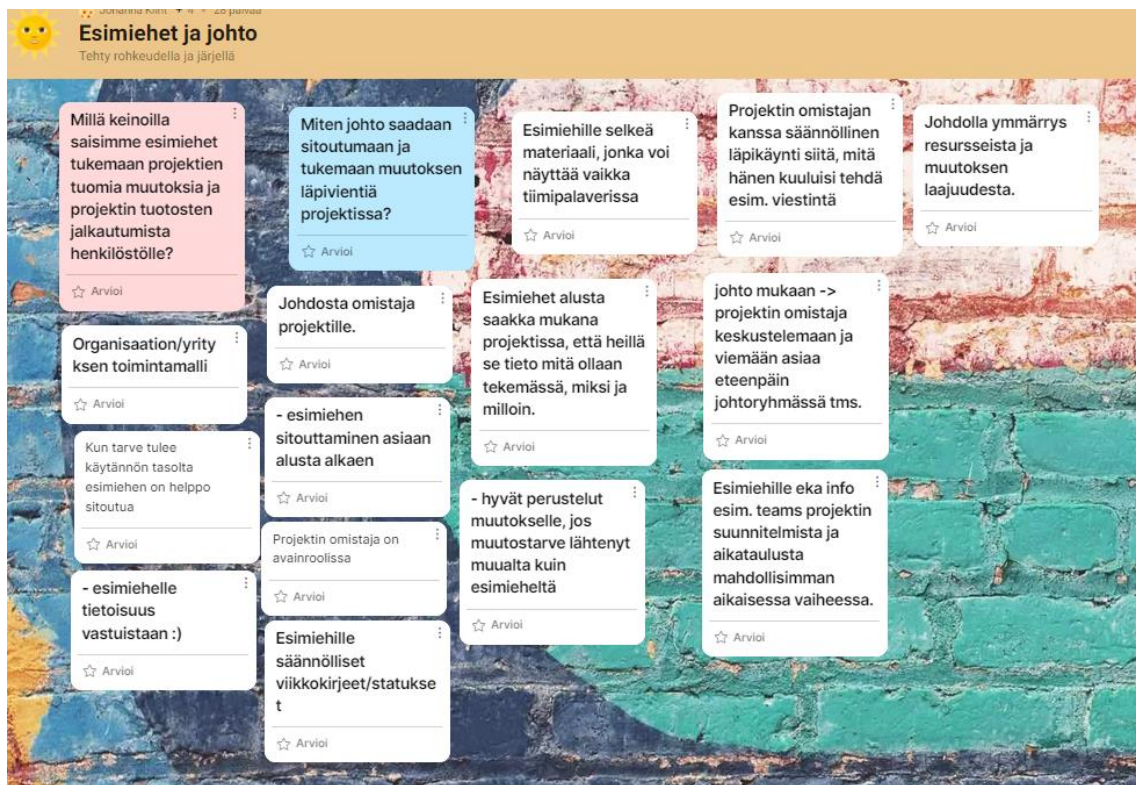 Johanna Klint + 4 • 28 päivää
Esimiehet ja johto
Tehty rohkeudella ja järjellä
Millä keinoilla
saisimme esimiehet
tukemaan projektien
tuomia muutoksia ja
projektin tuotosten
jalkautumista
henkilöstölle?
Arvioi
Organisaation/yrity
ksen toimintamalli
Arvioi
Kun tarve tulee
käytännön tasolta
esimiehen on helppo
sitoutua
Arvioi
- esimiehelle
tietoisuus
vastuistaan :)
Arvioi
Miten johto saadaan
sitoutumaan ja
tukemaan muutoksen
läpivientiä
projektissa?
Arvioi
Johdosta omistaja
projektille.
Arvioi
- esimiehen
sitouttaminen asiaan
alusta alkaen
Arvioi
Projektin omistaja on
avainroolissa
Arvioi
Esimiehille
säännölliset
viikkokirjeet/statukse
t
Arvioi
Esimiehille selkeä
materiaali, jonka voi
näyttää vaikka
tiimipalaverissa
Arvioi
Esimiehet alusta
saakka mukana
projektissa, että heillä
se tieto mitä ollaan
tekemässä, miksi ja
milloin.
Arvioi
- hyvät perustelut
muutokselle, jos
muutostarve lähtenyt
muualta kuin
esimieheltä
Arvioi
Projektin omistajan
kanssa säännöllinen
läpikäynti siitä, mitä
hänen kuuluisi tehdä
esim. viestintä
Arvioi
johto mukaan ->
projektin omistaja
keskustelemaan ja
viemään asiaa
eteenpäin
johtoryhmässä tms.
Arvioi
Esimiehille eka info
esim. teams projektin
suunnitelmista ja
aikataulusta
mahdollisimman
aikaisessa vaiheessa.
Arvioi
Johdolla ymmärrys
resursseista ja
muutoksen
laajuudesta.
Arvioi